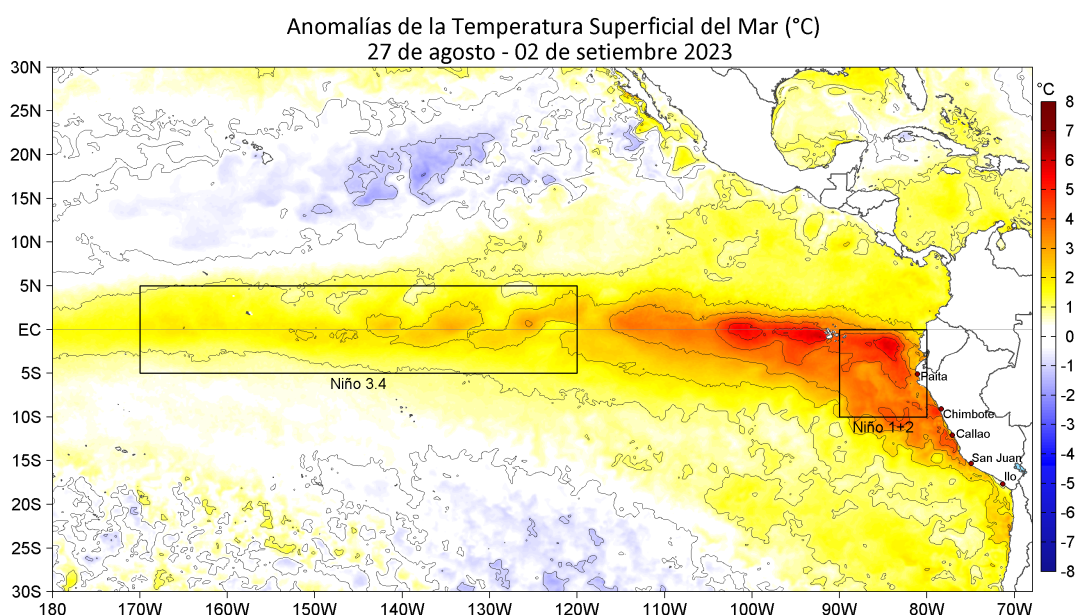 Anomalías de la Temperatura Superficial del Mar (°C)
27 de agosto - 02 de setiembre 2023
30N
25N
20N
15N
10N
5N
EC
5S
10S
15S
20S
25S
30S
180 170W 160W 150W 140W 130W 120W 110W 100W 90W 80W 70W
Niño 3.4
Niño 1+2
Paita
Chimbote
Callao
San Juan
Ilo
°C
8
7
6
5
4
3
2
1
0
-1
-2
-3
-4
-5
-6
-7
-8